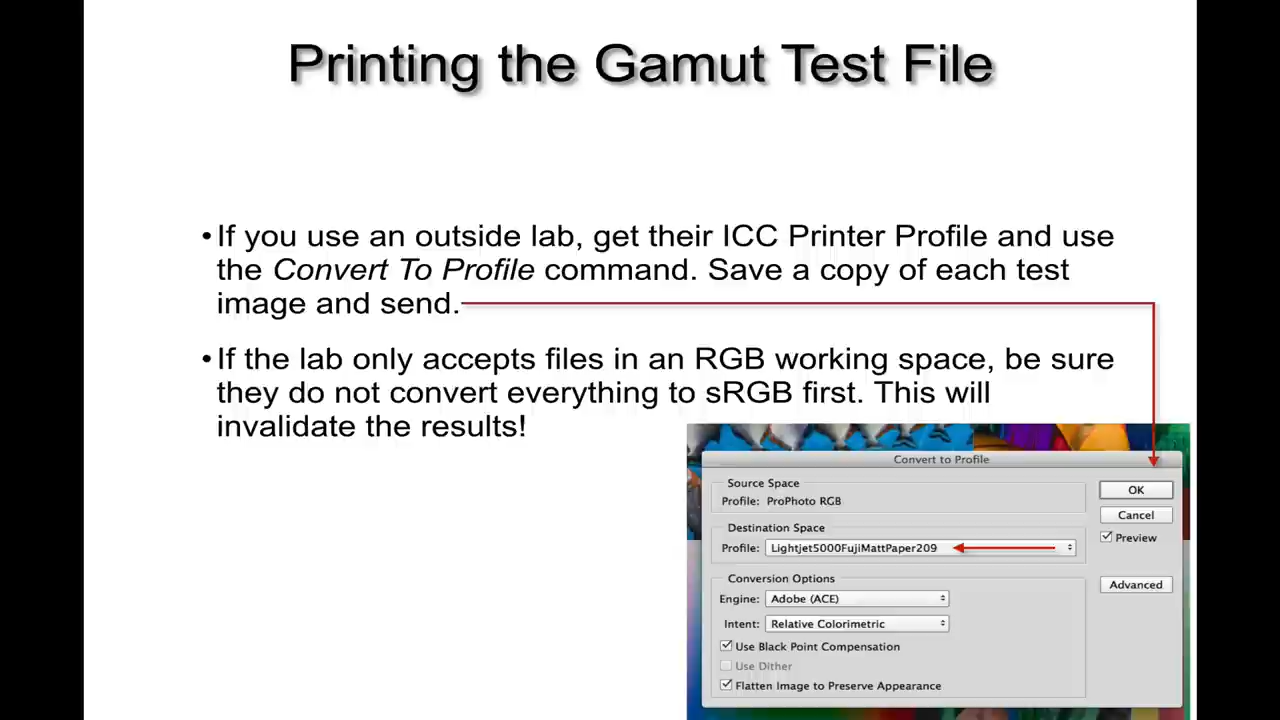 Printing the Gamut Test File
•If you use an outside lab, get their ICC Printer Profile and use
the Convert To Profile command. Save a copy of each test
image and send.
•If the lab only accepts files in an RGB working space, be sure
they do not convert everything to sRGB first. This will
invalidate the results!
Convert to Profile
Source Space
Profile: ProPhoto RGB
OK
Cancel
Preview
Destination Space
Profile: Lightjet5000FujiMattPaper209
Advanced
Conversion Options
Engine: Adobe (ACE)
Intent: Relative Colorimetric
Use Black Point Compensation
Use Dither
Flatten Image to Preserve Appearance